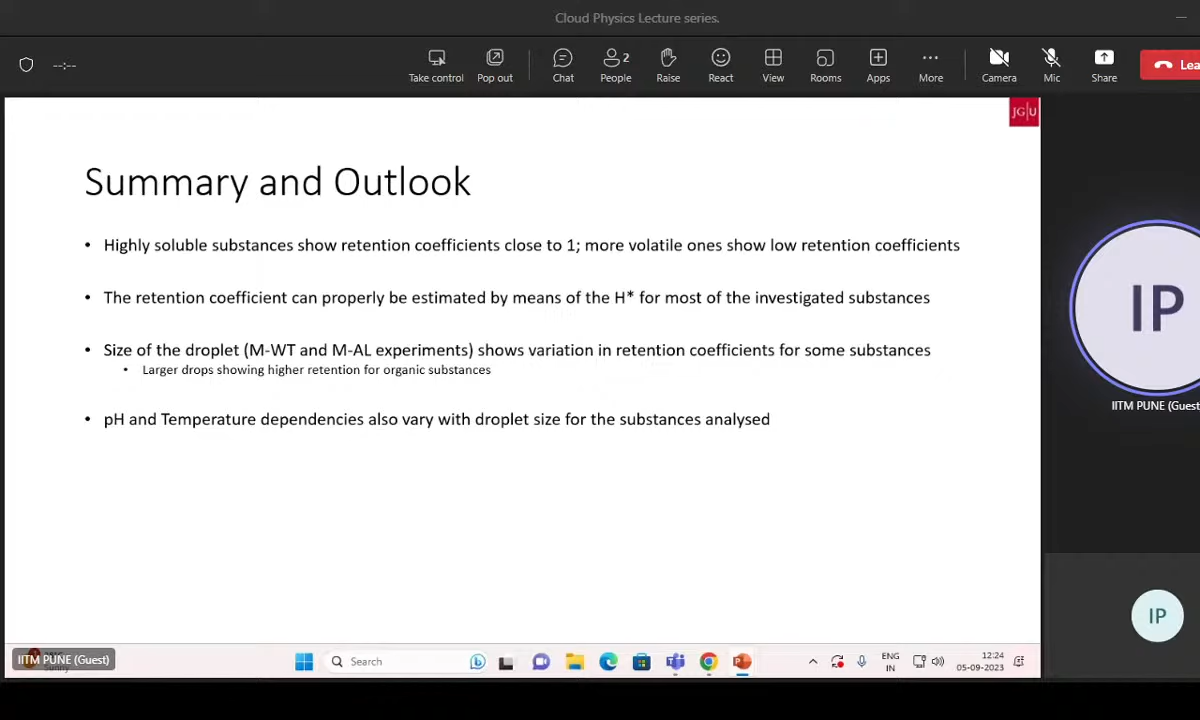 Cloud Physics Lecture series.
--:--
Take control
Pop out
Chat
People
2
Raise
React
View
Rooms
Apps
More
Camera
Mic
Share
Lea
JG|U
Summary and Outlook
• Highly soluble substances show retention coefficients close to 1; more volatile ones show low retention coefficients
• The retention coefficient can properly be estimated by means of the H* for most of the investigated substances
• Size of the droplet (M-WT and M-AL experiments) shows variation in retention coefficients for some substances
• Larger drops showing higher retention for organic substances
• pH and Temperature dependencies also vary with droplet size for the substances analysed
IP
IITM PUNE (Guest
IP
IITM PUNE (Guest)
Search
ENG
IN
12:24
05-09-2023